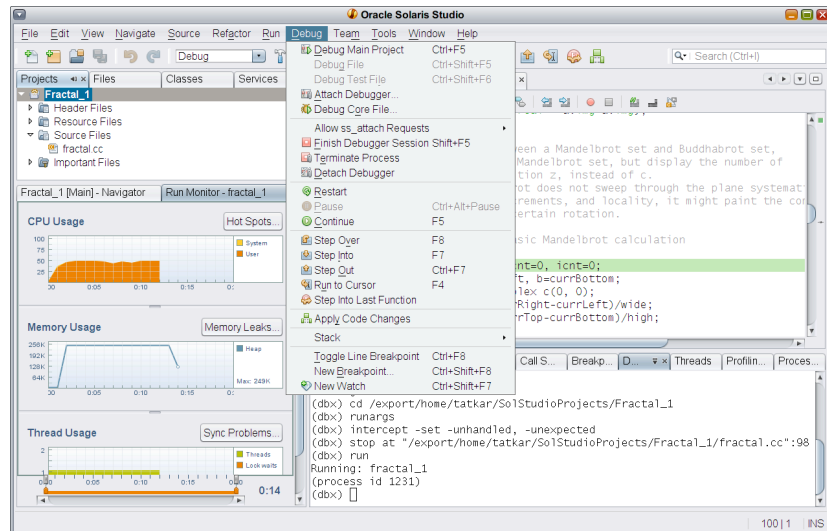 Oracle Solaris Studio
File Edit View Navigate Source Refactor Run Debug Team Tools Window Help
Debug
Search (Ctrl+I)
Projects Files Classes Services
Fractal_1
Header Files
Resource Files
Source Files
fractal.cc
Important Files
Fractal_1 [Main] - Navigator Run Monitor - fractal_1
CPU Usage Hot Spots...
100
75
50
25
System
User
0:05 0:10 0:15
Memory Usage Memory Leaks...
256K
192K
128K
64K
Heap
Max: 249K
0:05 0:10 0:15
Thread Usage Sync Problems...
2
1
Threads
Lock waits
0:05 0:10 0:15
0:14
Debug Main Project Ctrl+F5
Debug File Ctrl+Shift+F5
Debug Test File Ctrl+Shift+F6
Attach Debugger...
Debug Core File...
Allow ss_attach Requests
Finish Debugger Session Shift+F5
Terminate Process
Detach Debugger
Restart
Pause Ctrl+Alt+Pause
Continue F5
Step Over F8
Step Into F7
Step Out Ctrl+F7
Run to Cursor F4
Step Into Last Function
Apply Code Changes
Stack
Toggle Line Breakpoint Ctrl+F8
New Breakpoint... Ctrl+Shift+F8
New Watch Ctrl+Shift+F7
een a Mandelbrot set and Buddhabrot set,
Mandelbrot set, but display the number of
tion z, instead of c.
rot does not sweep through the plane systemat
rements, and locality, it might paint the con
ertain rotation.
asic Mandelbrot calculation
cnt=0, icnt=0;
ft, b=currBottom;
plex c(0, 0);
rRight-currLeft)/wide;
rrTop-currBottom)/high;
Call S... Breakp... D... Threads Profilin... Proces...
(dbx) cd /export/home/tatkar/SolStudioProjects/Fractal_1
(dbx) runargs
(dbx) intercept -set -unhandled, -unexpected
(dbx) stop at "/export/home/tatkar/SolStudioProjects/Fractal_1/fractal.cc":98
(dbx) run
Running: fractal_1
(process id 1231)
(dbx)
100|1 INS